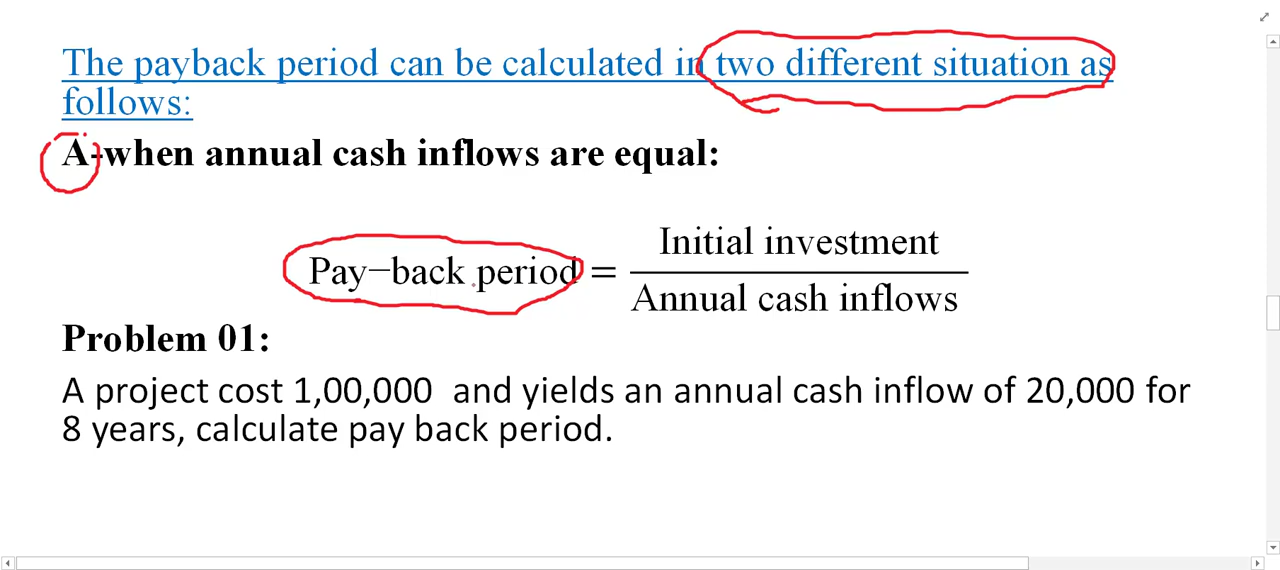 The payback period can be calculated in two different situation as
follows:
A-when annual cash inflows are equal:
Pay−back period = Initial investment
Annual cash inflows
Problem 01:
A project cost 1,00,000  and yields an annual cash inflow of 20,000 for
8 years, calculate pay back period.